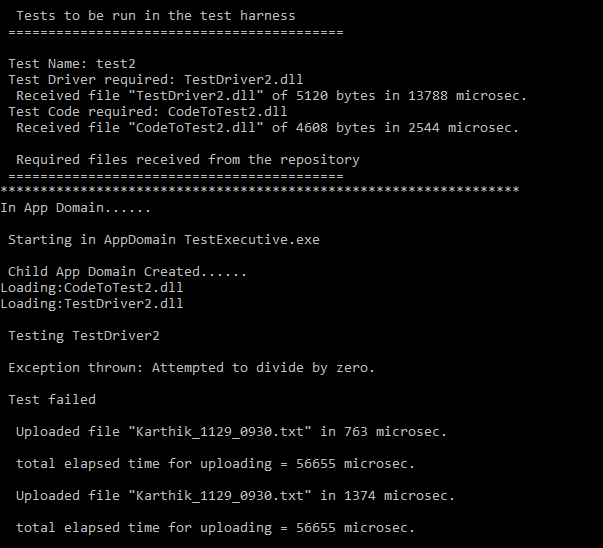 Tests to be run in the test harness
==========================================
Test Name: test2
Test Driver required: TestDriver2.dll
Received file "TestDriver2.dll" of 5120 bytes in 13788 microsec.
Test Code required: CodeToTest2.dll
Received file "CodeToTest2.dll" of 4608 bytes in 2544 microsec.
Required files received from the repository
==========================================
*****************************************************************
In App Domain......
Starting in AppDomain TestExecutive.exe
Child App Domain Created......
Loading:CodeToTest2.dll
Loading:TestDriver2.dll
Testing TestDriver2
Exception thrown: Attempted to divide by zero.
Test failed
Uploaded file "Karthik_1129_0930.txt" in 763 microsec.
total elapsed time for uploading = 56655 microsec.
Uploaded file "Karthik_1129_0930.txt" in 1374 microsec.
total elapsed time for uploading = 56655 microsec.